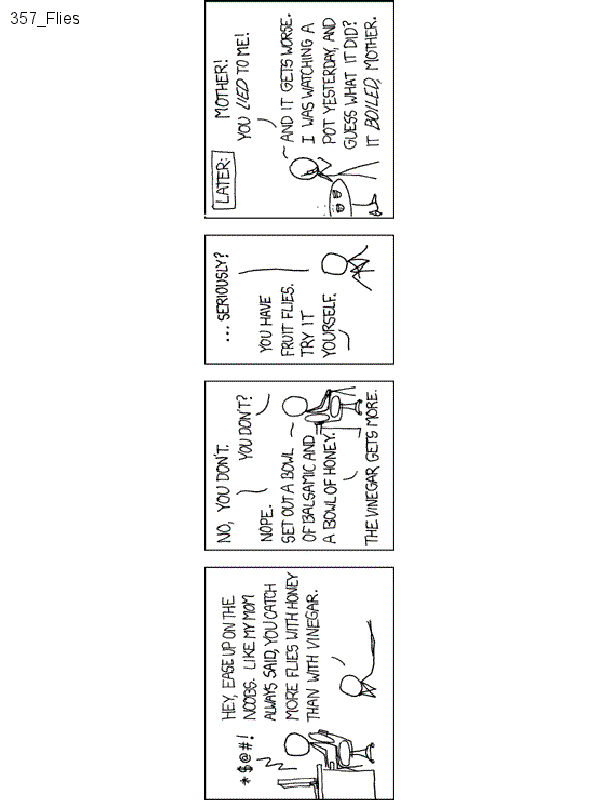 357_Flies
*$@#!
HEY, EASE UP ON THE
NOOBS. LIKE MY MOM
ALWAYS SAID, YOU CATCH
MORE FLIES WITH HONEY
THAN WITH VINEGAR.
NO, YOU DON'T.
YOU DON'T?
NOPE.
SET OUT A BOWL
OF BALSAMIC AND
A BOWL OF HONEY.
THE VINEGAR GETS MORE.
... SERIOUSLY?
YOU HAVE
FRUIT FLIES.
TRY IT
YOURSELF.
LATER:
MOTHER!
YOU LIED TO ME!
AND IT GETS WORSE.
I WAS WATCHING A
POT YESTERDAY, AND
GUESS WHAT IT DID?
IT BOILED, MOTHER.